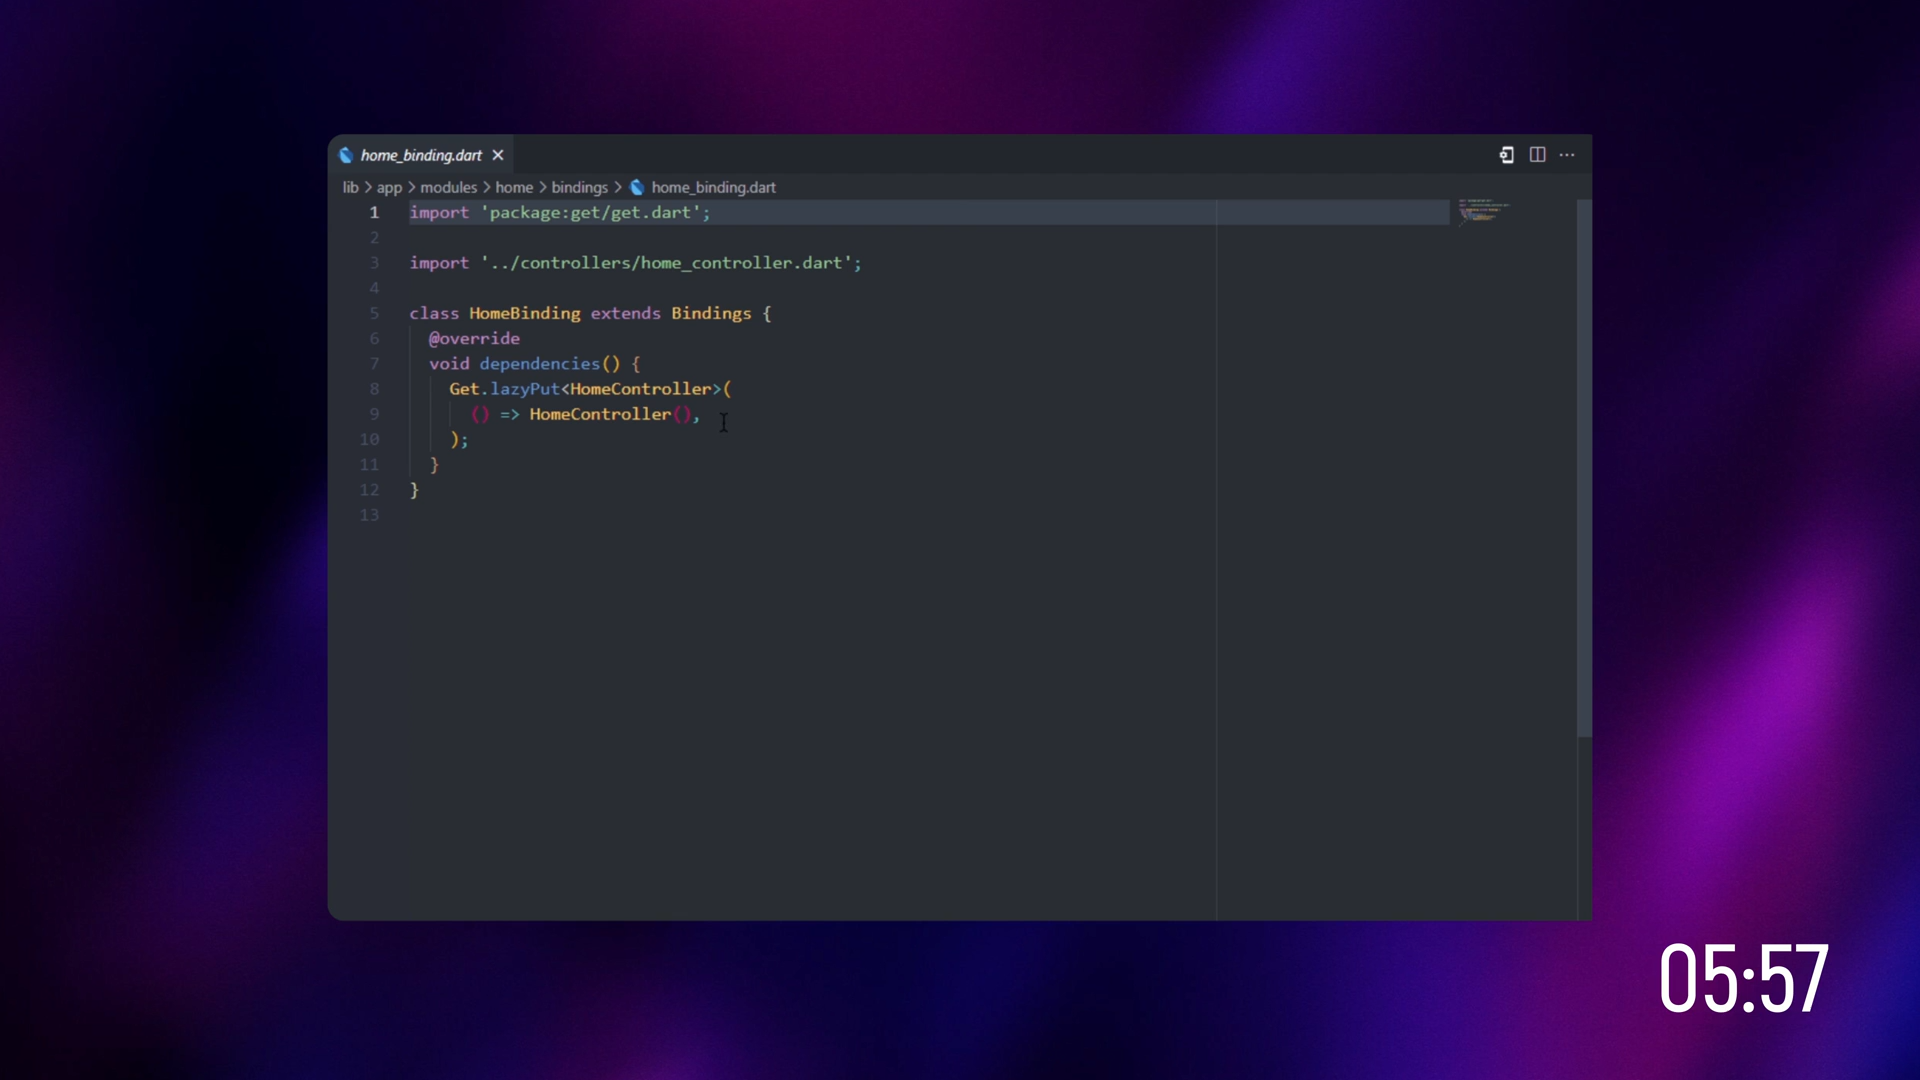 home_binding.dart
lib > app > modules > home > bindings > home_binding.dart
1 import 'package:get/get.dart';
2
3 import '../controllers/home_controller.dart';
4
5 class HomeBinding extends Bindings {
6 @override
7 void dependencies() {
8 Get.lazyPut<HomeController>(
9 () => HomeController(),
10 );
11 }
12 }
13
05:57